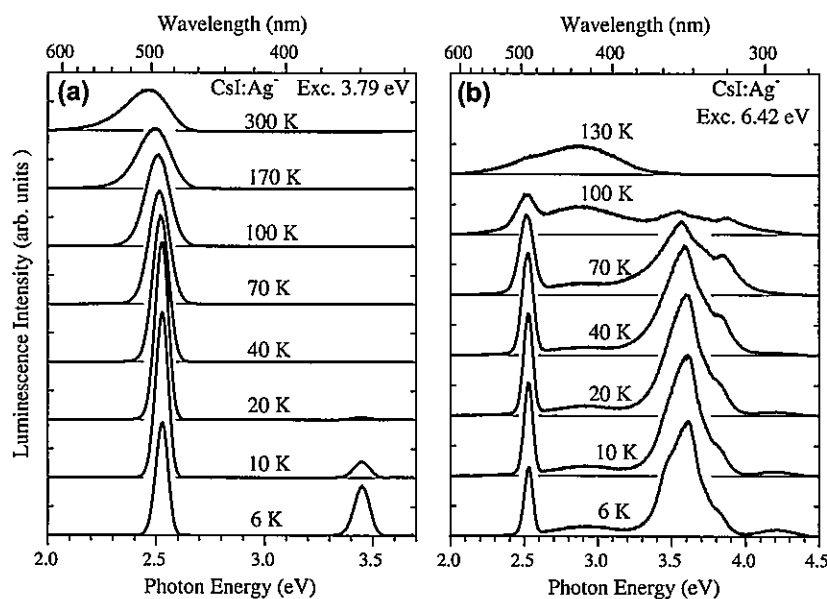 Wavelength (nm)
600 500 400
(a) CsI:Ag⁻ Exc. 3.79 eV
300 K
170 K
100 K
70 K
40 K
20 K
10 K
6 K
2.0 2.5 3.0 3.5
Photon Energy (eV)
Luminescence Intensity (arb. units)
Wavelength (nm)
600 500 400 300
(b) CsI:Ag⁻
Exc. 6.42 eV
130 K
100 K
70 K
40 K
20 K
10 K
6 K
2.0 2.5 3.0 3.5 4.0 4.5
Photon Energy (eV)